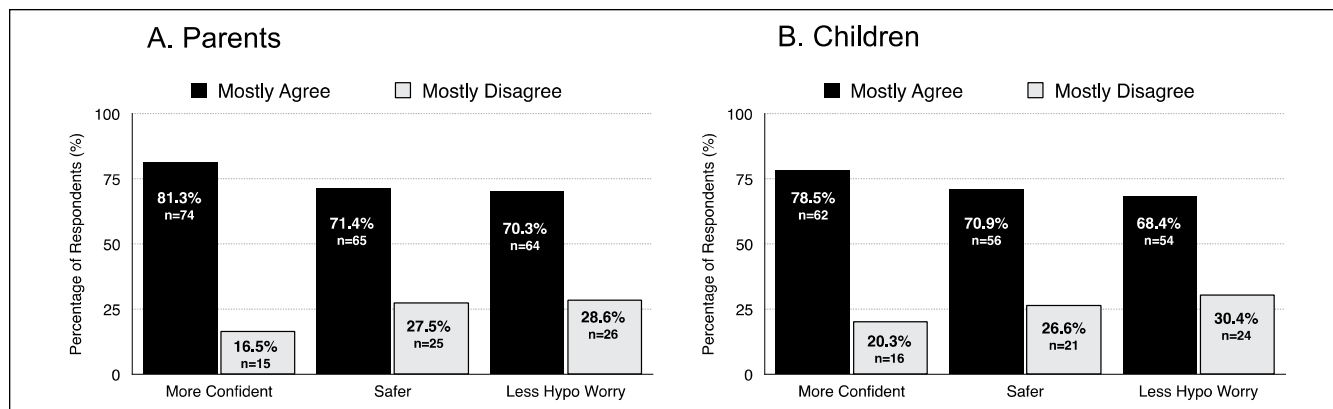 A. Parents
Mostly Agree Mostly Disagree
Percentage of Respondents (%)
100
75
50
25
0
81.3%
n=74
16.5%
n=15
71.4%
n=65
27.5%
n=25
70.3%
n=64
28.6%
n=26
More Confident Safer Less Hypo Worry
B. Children
Mostly Agree Mostly Disagree
Percentage of Respondents (%)
100
75
50
25
0
78.5%
n=62
20.3%
n=16
70.9%
n=56
26.6%
n=21
68.4%
n=54
30.4%
n=24
More Confident Safer Less Hypo Worry